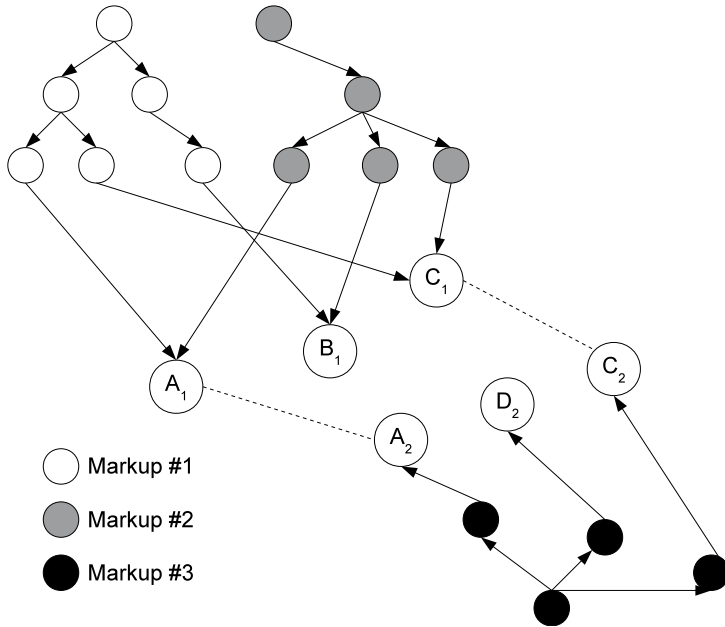 C₁
B₁
C₂
A₁
D₂
A₂
Markup #1
Markup #2
Markup #3